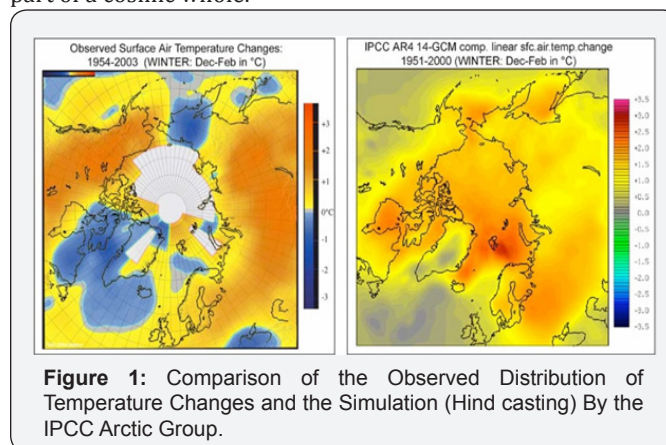 part of a cosmic whole.
Observed Surface Air Temperature Changes:
1954-2003 (WINTER: Dec-Feb in °C)
+3
+2
+1
0°C
-1
-2
-3
IPCC AR4 14-GCM comp. linear sfc.air.temp.change
1951-2000 (WINTER: Dec-Feb in °C)
+3.5
+3.0
+2.5
+2.0
+1.5
+1.0
+0.5
0.0
+0.5
+1.0
+1.5
+2.0
+2.5
+3.0
+3.5
Figure 1: Comparison of the Observed Distribution of
Temperature Changes and the Simulation (Hind casting) By the
IPCC Arctic Group.